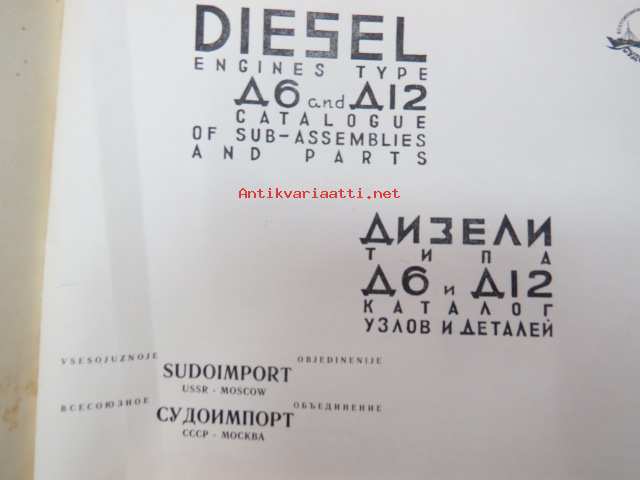 DIESEL
ENGINES TYPE
Д6 and Д12
CATALOGUE
OF SUB-ASSEMBLIES
AND PARTS
Antikvariaatti.net
ДИЗЕЛИ
ТИПА
Д6 и Д12
КАТАЛОГ
УЗЛОВ И ДЕТАЛЕЙ
VSESOJUZNOJE OBJEDINENIJE
SUDOIMPORT
USSR - MOSCOW
ВСЕСОЮЗНОЕ ОБЪЕДИНЕНИЕ
СУДОИМПОРТ
СССР - МОСКВА